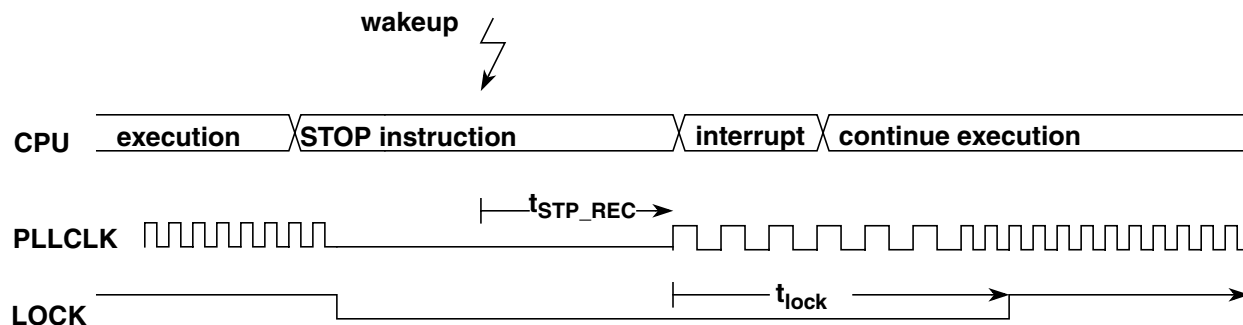 wakeup
CPU execution STOP instruction interrupt continue execution
tSTP_REC
PLLCLK
tlock
LOCK